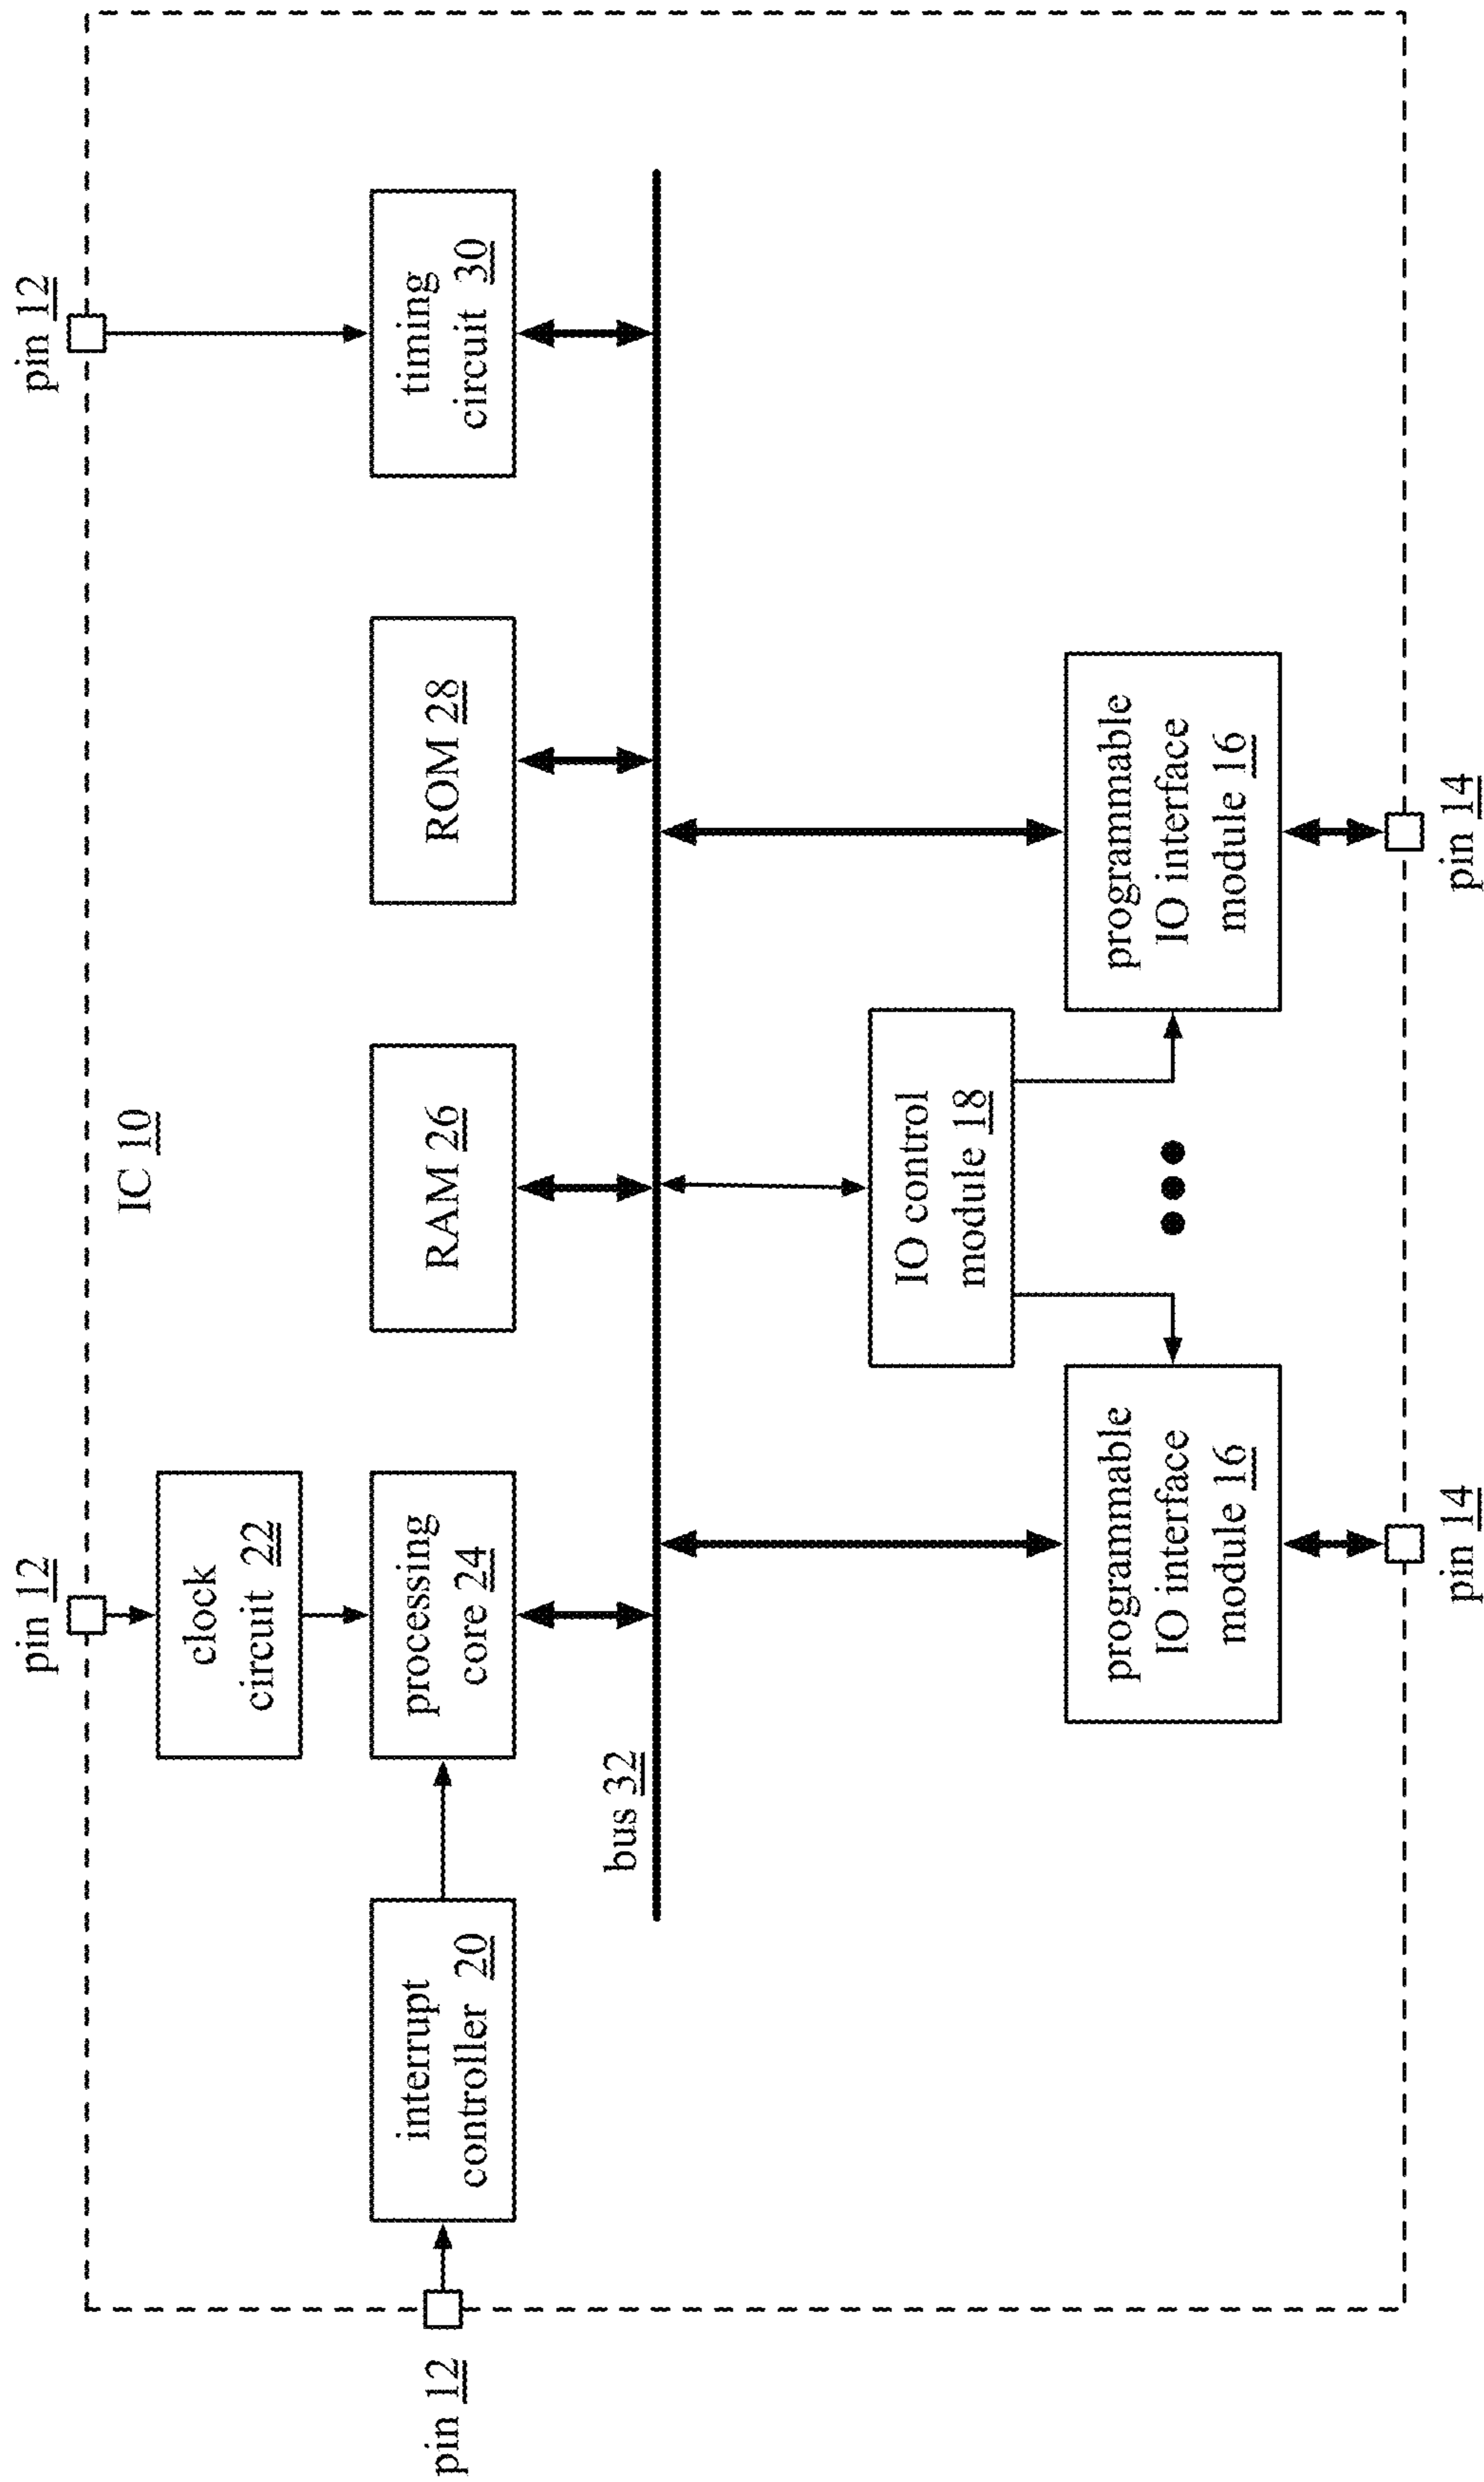 pin 12
pin 12
IC 10
clock
circuit 22
pin 12
interrupt
controller 20
processing
core 24
RAM 26
ROM 28
timing
circuit 30
bus 32
IO control
module 18
programmable
IO interface
module 16
programmable
IO interface
module 16
pin 14
pin 14